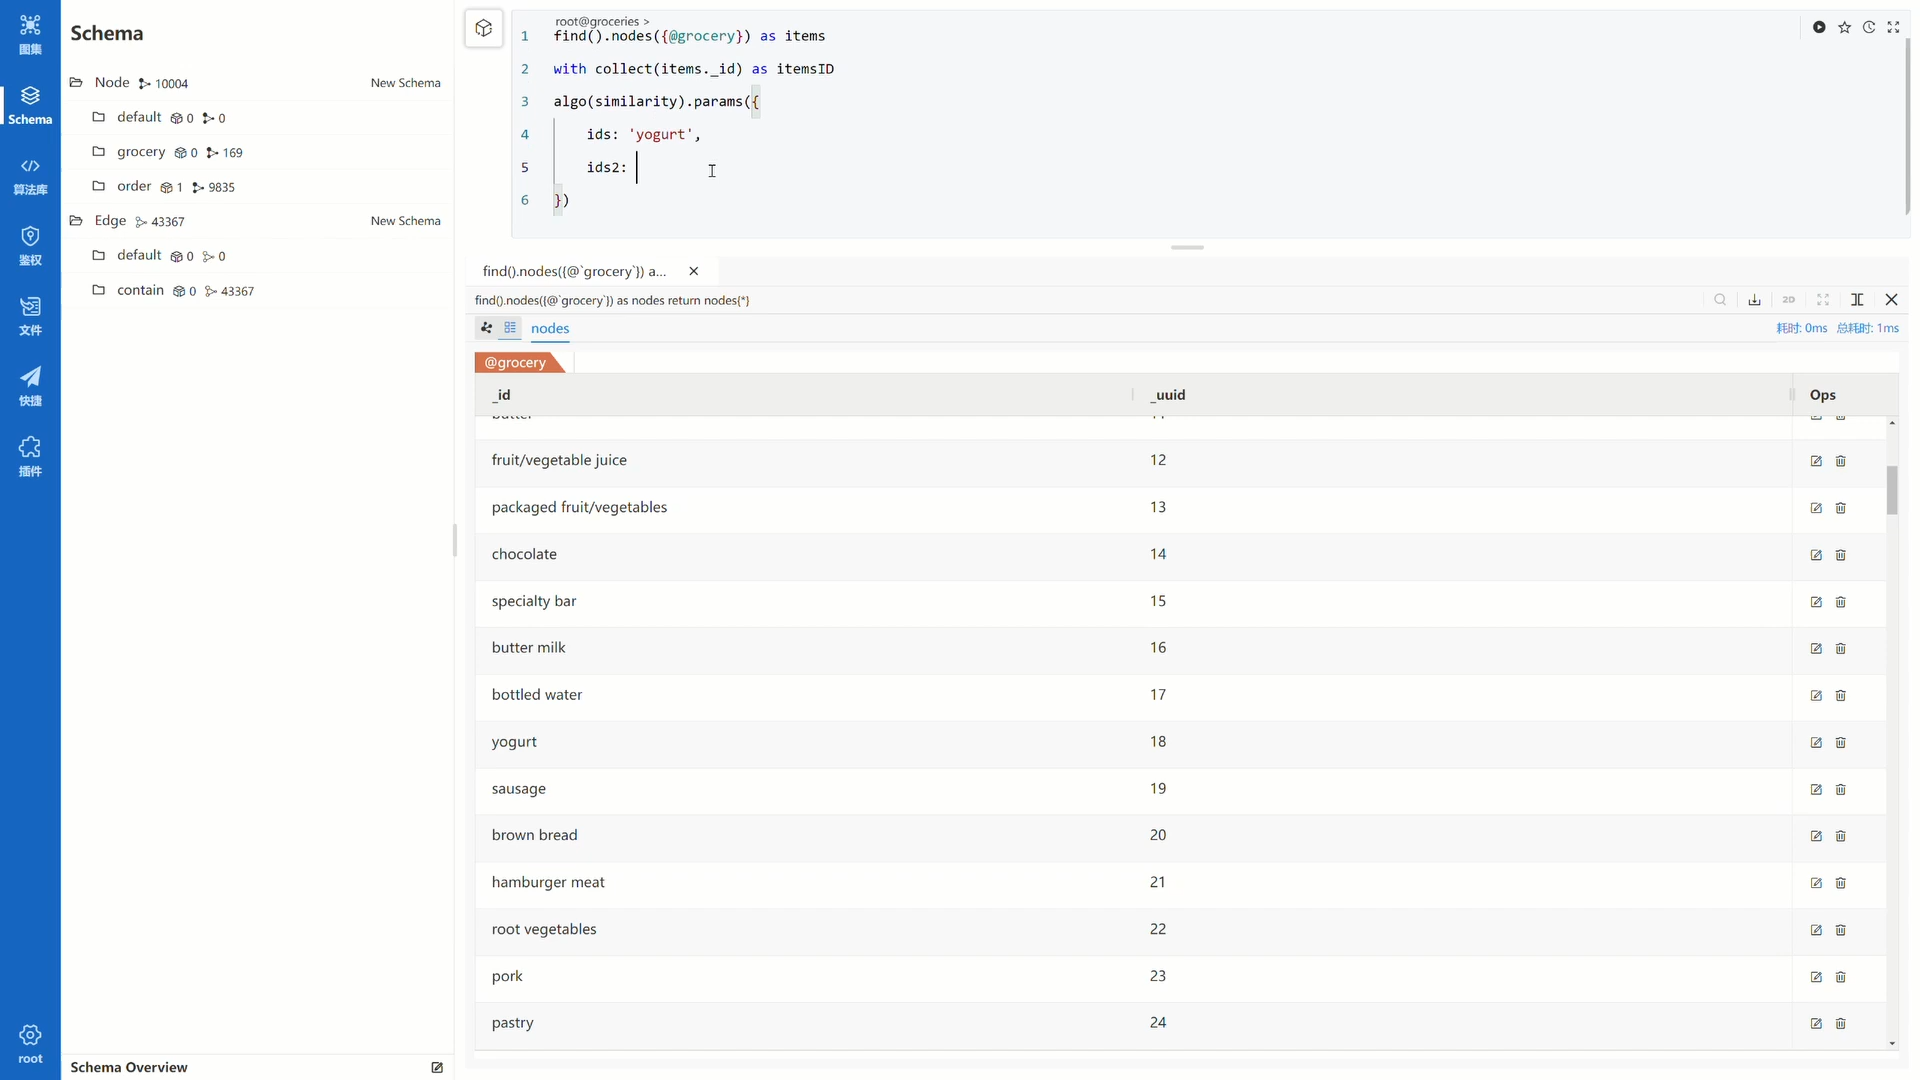 图集
Schema
算法库
鉴权
文件
快捷
插件
root
Schema
Node 10004 New Schema
default 0 0
grocery 0 169
order 1 9835
Edge 43367 New Schema
default 0 0
contain 0 43367
Schema Overview
root@groceries >
1 find().nodes({@grocery}) as items
2 with collect(items._id) as itemsID
3 algo(similarity).params({
4 ids: 'yogurt',
5 ids2:
6 })
find().nodes({@`grocery`}) a...
find().nodes({@`grocery`}) as nodes return nodes{*}
2D
nodes
耗时: 0ms 总耗时: 1ms
@grocery
_id _uuid Ops
butter 11
fruit/vegetable juice 12
packaged fruit/vegetables 13
chocolate 14
specialty bar 15
butter milk 16
bottled water 17
yogurt 18
sausage 19
brown bread 20
hamburger meat 21
root vegetables 22
pork 23
pastry 24